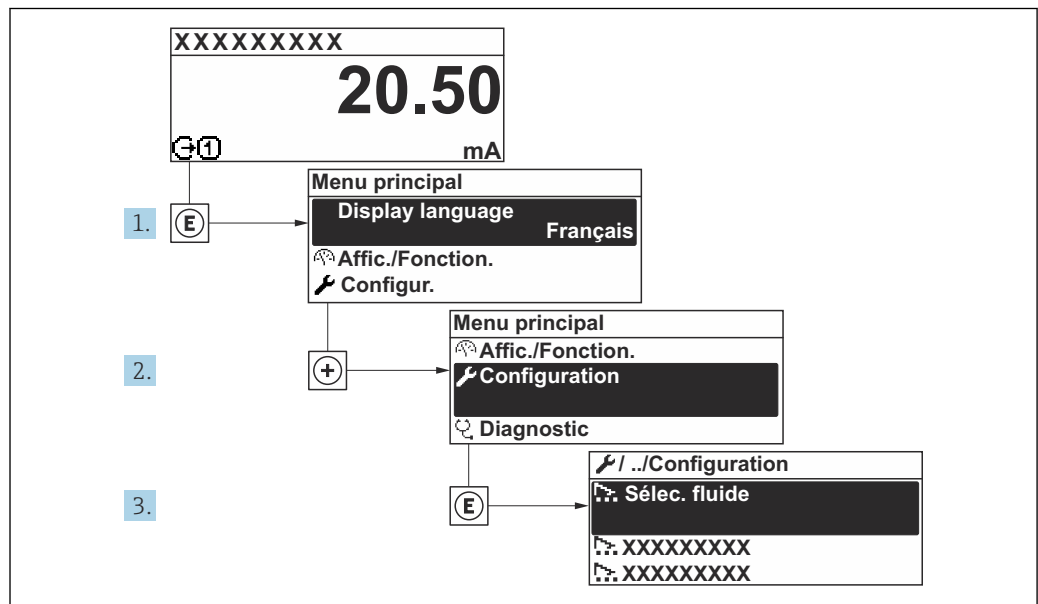 XXXXXXXXX
20.50
1 mA
Menu principal
Display language
Français
1. E
Affic./Fonction.
Configur.
Menu principal
Affic./Fonction.
2. +
Configuration
Diagnostic
/ ../Configuration
Sélec. fluide
3. E
XXXXXXXXX
XXXXXXXXX